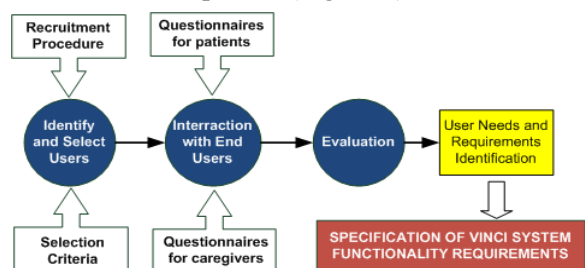 Recruitment
Procedure
Questionnaires
for patients
Identify
and Select
Users
Interraction
with End
Users
Evaluation
User Needs and
Requirements
Identification
Selection
Criteria
Questionnaires
for caregivers
SPECIFICATION OF VINCI SYSTEM
FUNCTIONALITY REQUIREMENTS